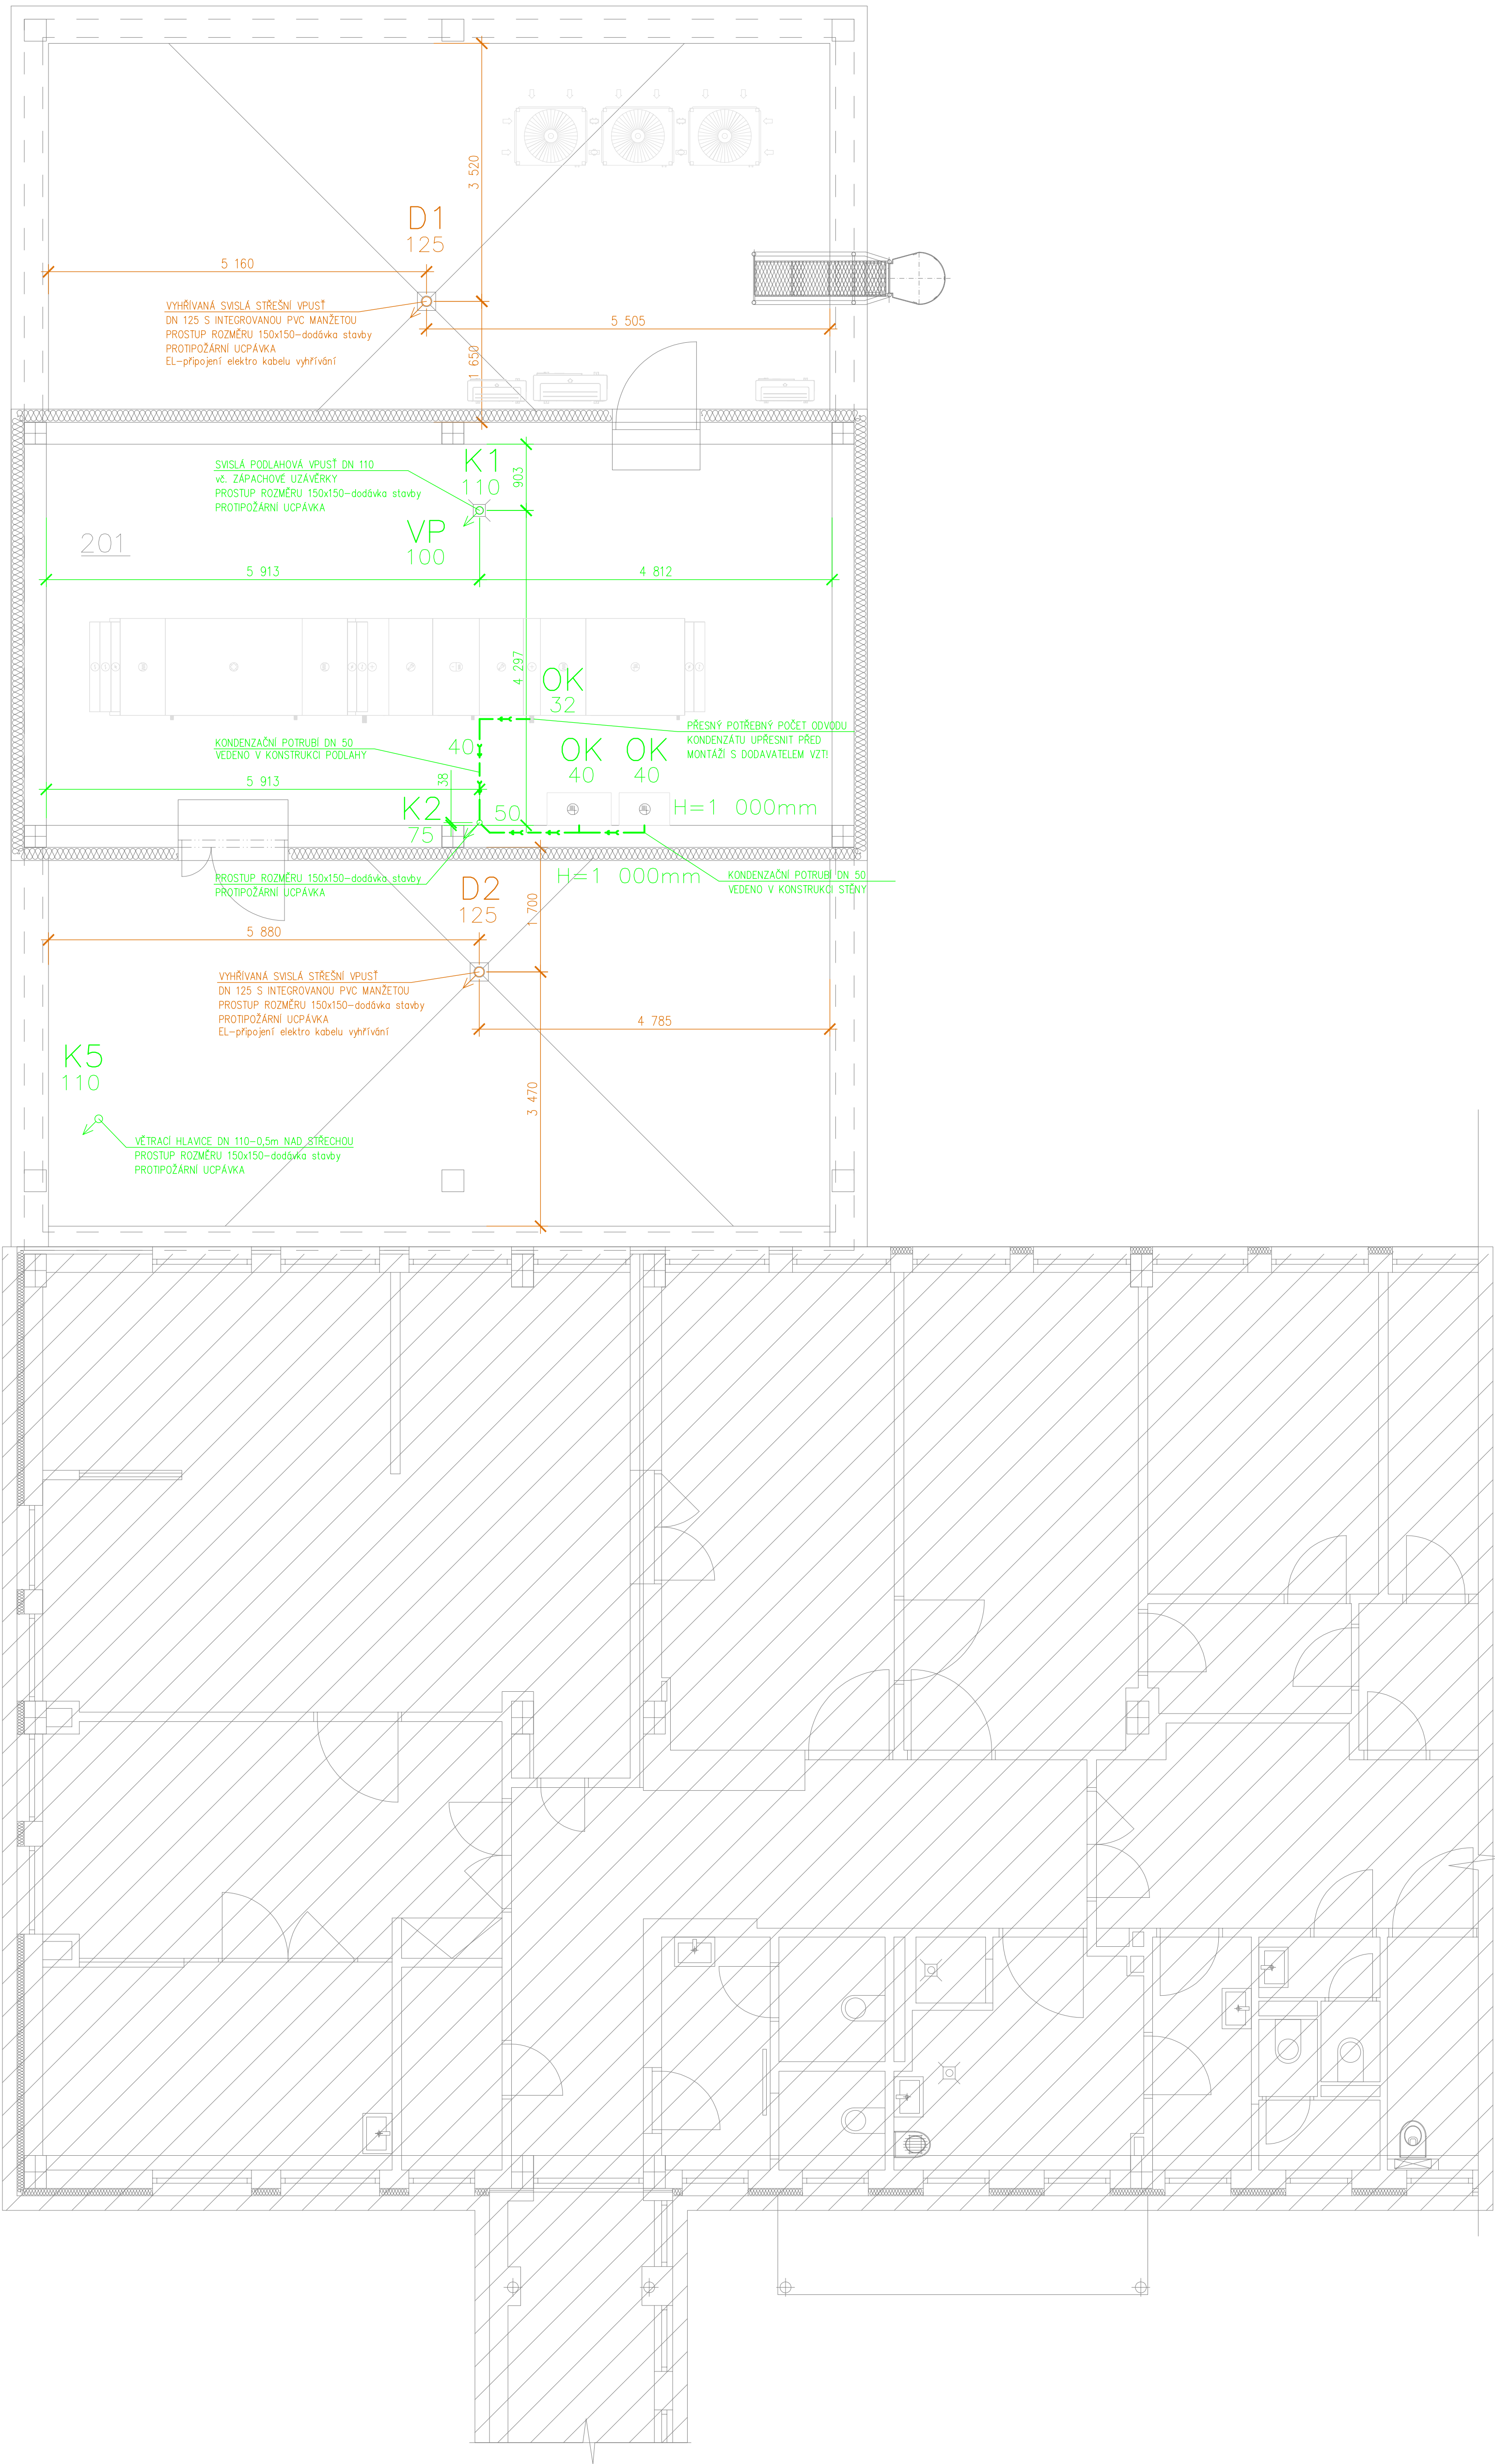 3 520
D1
125
5 160
VYHŘÍVANÁ SVISLÁ STŘEŠNÍ VPUSŤ
DN 125 S INTEGROVANOU PVC MANŽETOU
PROSTUP ROZMĚRU 150x150-dodávka stavby
PROTIPOŽÁRNÍ UCPÁVKA
EL-připojení elektro kabelu vyhřívání
5 505
1 650
K1
110
903
SVISLÁ PODLAHOVÁ VPUSŤ DN 110
vč. ZÁPACHOVÉ UZÁVĚRKY
PROSTUP ROZMĚRU 150x150-dodávka stavby
PROTIPOŽÁRNÍ UCPÁVKA
VP
100
201
5 913
4 812
4 297
OK
32
PŘESNÝ POTŘEBNÝ POČET ODVODU
KONDENZÁTU UPŘESNIT PŘED
MONTÁŽÍ S DODAVATELEM VZT!
KONDENZAČNÍ POTRUBÍ DN 50
VEDENO V KONSTRUKCI PODLAHY
40
OK
40
OK
40
5 913
38
K2
75
50
H=1 000mm
H=1 000mm
KONDENZAČNÍ POTRUBÍ DN 50
VEDENO V KONSTRUKCI STĚNY
PROSTUP ROZMĚRU 150x150-dodávka stavby
PROTIPOŽÁRNÍ UCPÁVKA
D2
125
1 700
5 880
VYHŘÍVANÁ SVISLÁ STŘEŠNÍ VPUSŤ
DN 125 S INTEGROVANOU PVC MANŽETOU
PROSTUP ROZMĚRU 150x150-dodávka stavby
PROTIPOŽÁRNÍ UCPÁVKA
EL-připojení elektro kabelu vyhřívání
4 785
3 470
K5
110
VĚTRACÍ HLAVICE DN 110-0,5m NAD STŘECHOU
PROSTUP ROZMĚRU 150x150-dodávka stavby
PROTIPOŽÁRNÍ UCPÁVKA